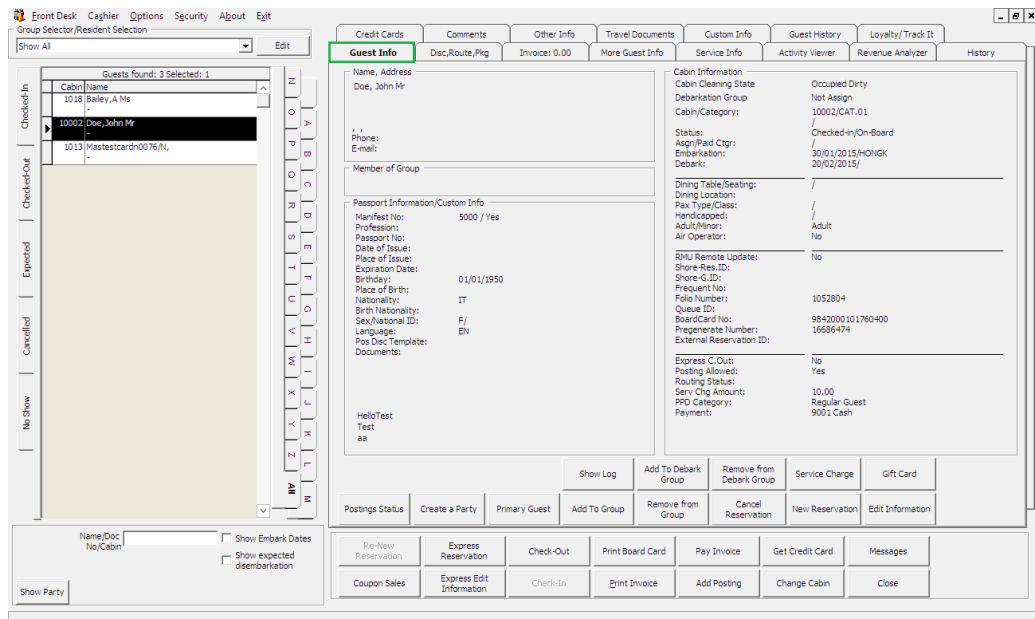 Front Desk Cashier Options Security About Exit
Group Selector/Resident Selection
Show All
Edit
Guests found: 3 Selected: 1
Cabin Name
1018 Bailey,A Ms
-
10002 Doe,John Mr
-
1013 Mastestcardn0076/N,
-
Checked-In
Checked-Out
Expected
Cancelled
No Show
N
O
P
Q
R
S
T
U
V
W
X
Y
Z
All
A
B
C
D
E
F
G
H
I
J
K
L
M
Name/Doc
No/Cabin
Show Embark Dates
Show expected
disembarkation
Show Party
Credit Cards Comments Other Info Travel Documents Custom Info Guest History Loyalty/Track It
Guest Info Disc,Route,Pkg Invoice: 0.00 More Guest Info Service Info Activity Viewer Revenue Analyzer History
Name, Address
Doe, John Mr
, ,
Phone:
E-mail:
Member of Group
Passport Information/Custom Info
Manifest No: 5000 / Yes
Profession:
Passport No:
Date of Issue:
Place of Issue:
Expiration Date:
Birthday: 01/01/1950
Place of Birth:
Nationality: IT
Birth Nationality:
Sex/National ID: F/
Language: EN
Pos Disc Template:
Documents:
HelloTest
Test
aa
Cabin Information
Cabin Cleaning State Occupied Dirty
Debarkation Group Not Assign
Cabin/Category: 10002/CAT.01
/
Status: Checked-in/On-Board
Asgn/Paid Ctgr: /
Embarkation: 30/01/2015/HONGK
Debark: 20/02/2015/
Dining Table/Seating: /
Dining Location:
Pax Type/Class: /
Handicapped: /
Adult/Minor: Adult
Air Operator: No
RMU Remote Update: No
Shore-Res.ID:
Shore-G.ID:
Frequent No:
Folio Number: 1052804
Queue ID:
BoardCard No: 9842000101760400
Pregenerate Number: 16686474
External Reservation ID:
Express C.Out: No
Posting Allowed: Yes
Routing Status:
Serv Chg Amount: 10.00
PPD Category: Regular Guest
Payment: 9001 Cash
Show Log
Add To Debark
Group
Remove from
Debark Group
Service Charge
Gift Card
Postings Status
Create a Party
Primary Guest
Add To Group
Remove from
Group
Cancel
Reservation
New Reservation
Edit Information
Re-New
Reservation
Express
Reservation
Check-Out
Print Board Card
Pay Invoice
Get Credit Card
Messages
Coupon Sales
Express Edit
Information
Check-In
Print Invoice
Add Posting
Change Cabin
Close